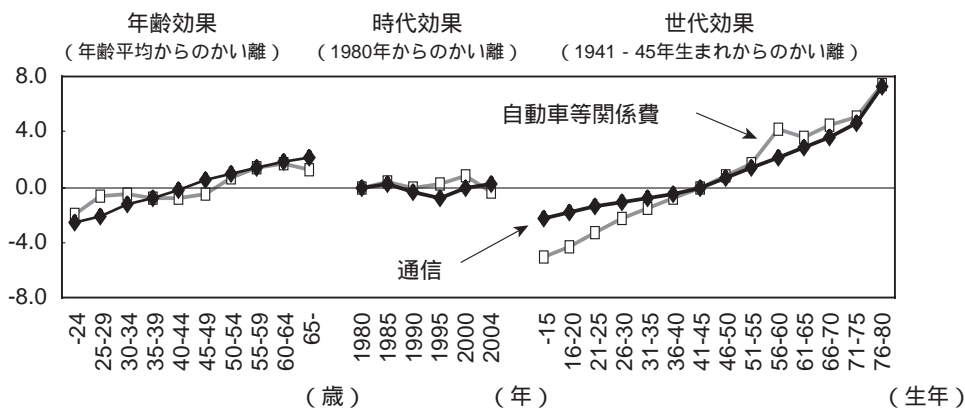 年齢効果 時代効果 世代効果
（年齢平均からのかい離） （1980年からのかい離） （1941 - 45年生まれからのかい離）
8.0
4.0
0.0
-4.0
-8.0
自動車等関係費
通信
-24 25-29 30-34 35-39 40-44 45-49 50-54 55-59 60-64 65- 1980 1985 1990 1995 2000 2004 -15 16-20 21-25 26-30 31-35 36-40 41-45 46-50 51-55 56-60 61-65 66-70 71-75 76-80
（歳） （年） （生年）